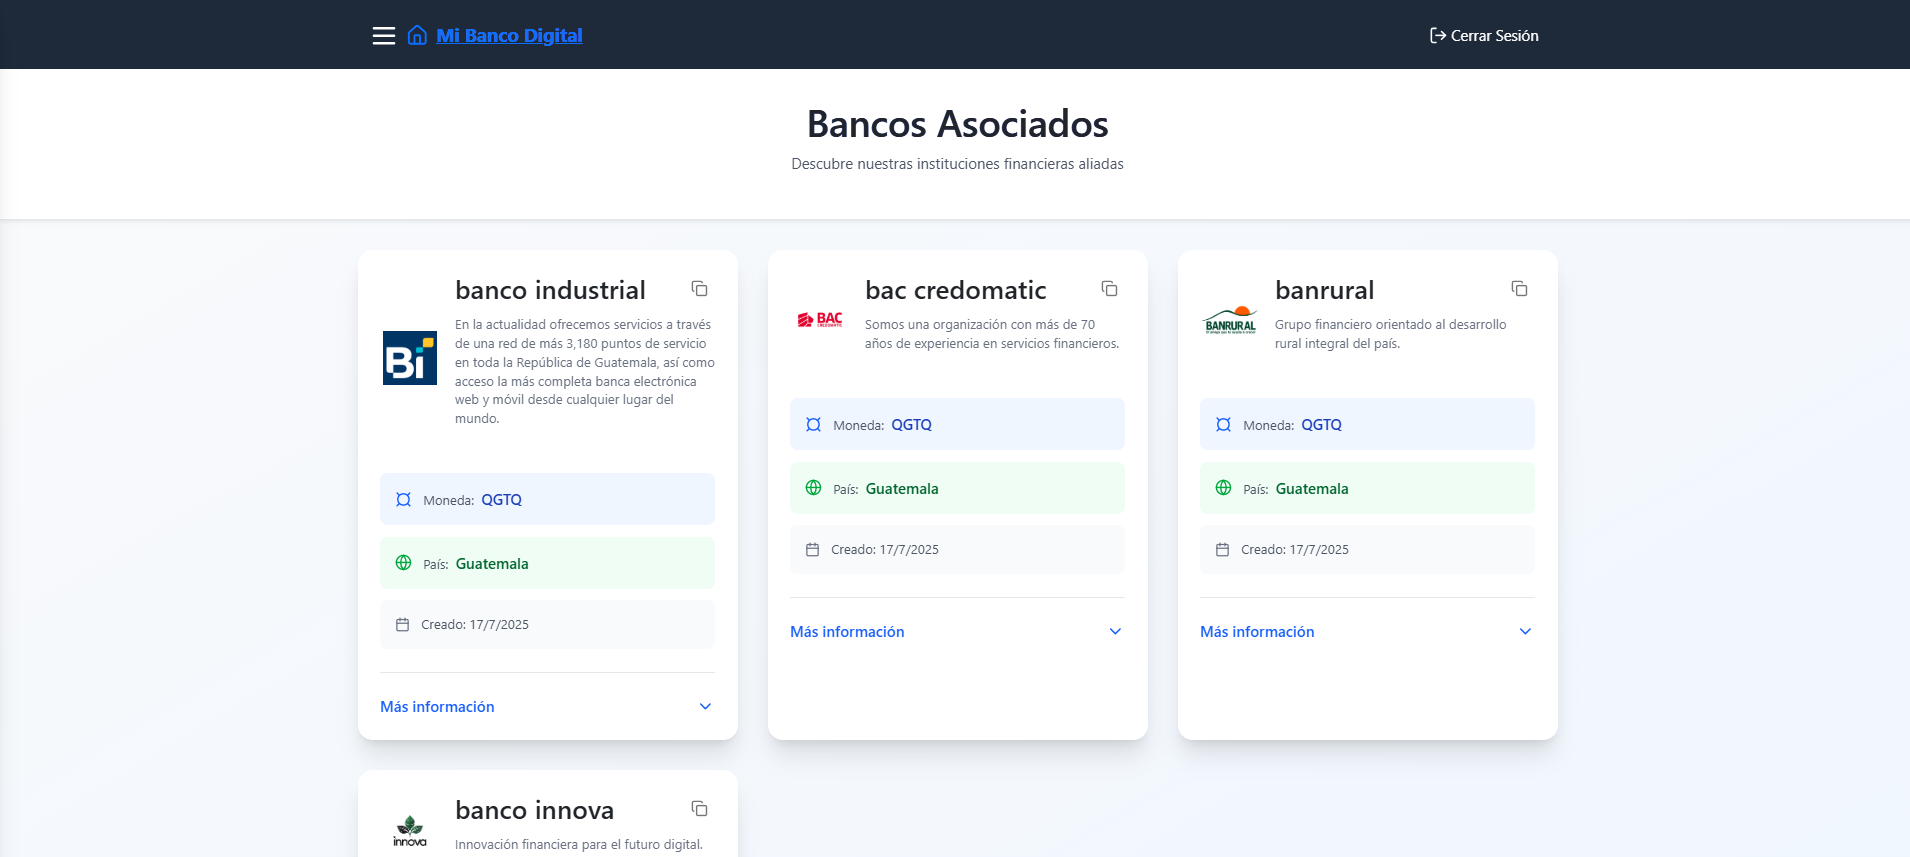 Mi Banco Digital
Cerrar Sesión
Bancos Asociados
Descubre nuestras instituciones financieras aliadas
banco industrial
Bi
En la actualidad ofrecemos servicios a través
de una red de más 3,180 puntos de servicio
en toda la República de Guatemala, así como
acceso la más completa banca electrónica
web y móvil desde cualquier lugar del
mundo.
Moneda: QGTQ
País: Guatemala
Creado: 17/7/2025
Más información
bac credomatic
BAC
CREDOMATIC
Somos una organización con más de 70
años de experiencia en servicios financieros.
Moneda: QGTQ
País: Guatemala
Creado: 17/7/2025
Más información
banrural
BANRURAL
Grupo financiero orientado al desarrollo
rural integral del país.
Moneda: QGTQ
País: Guatemala
Creado: 17/7/2025
Más información
banco innova
innova
Innovación financiera para el futuro digital.